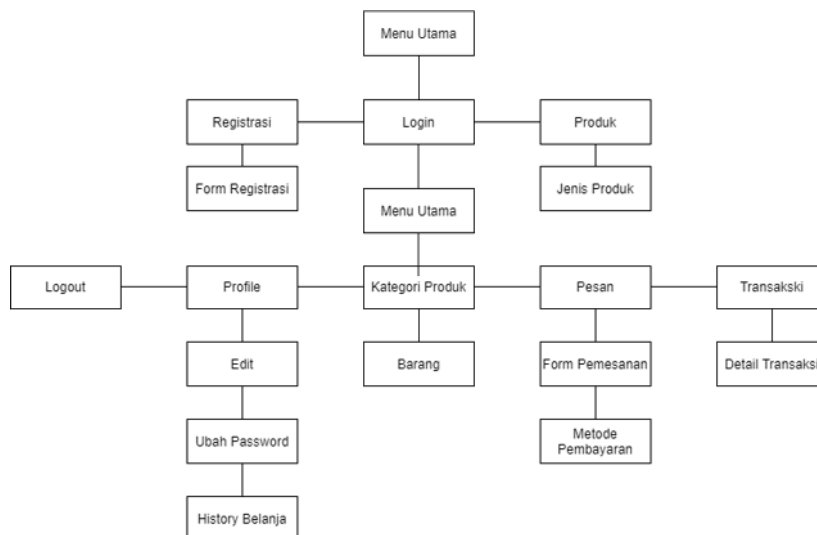 Menu Utama
Registrasi
Login
Produk
Form Registrasi
Jenis Produk
Menu Utama
Logout
Profile
Kategori Produk
Pesan
Transakski
Edit
Barang
Form Pemesanan
Detail Transaksi
Ubah Password
Metode
Pembayaran
History Belanja